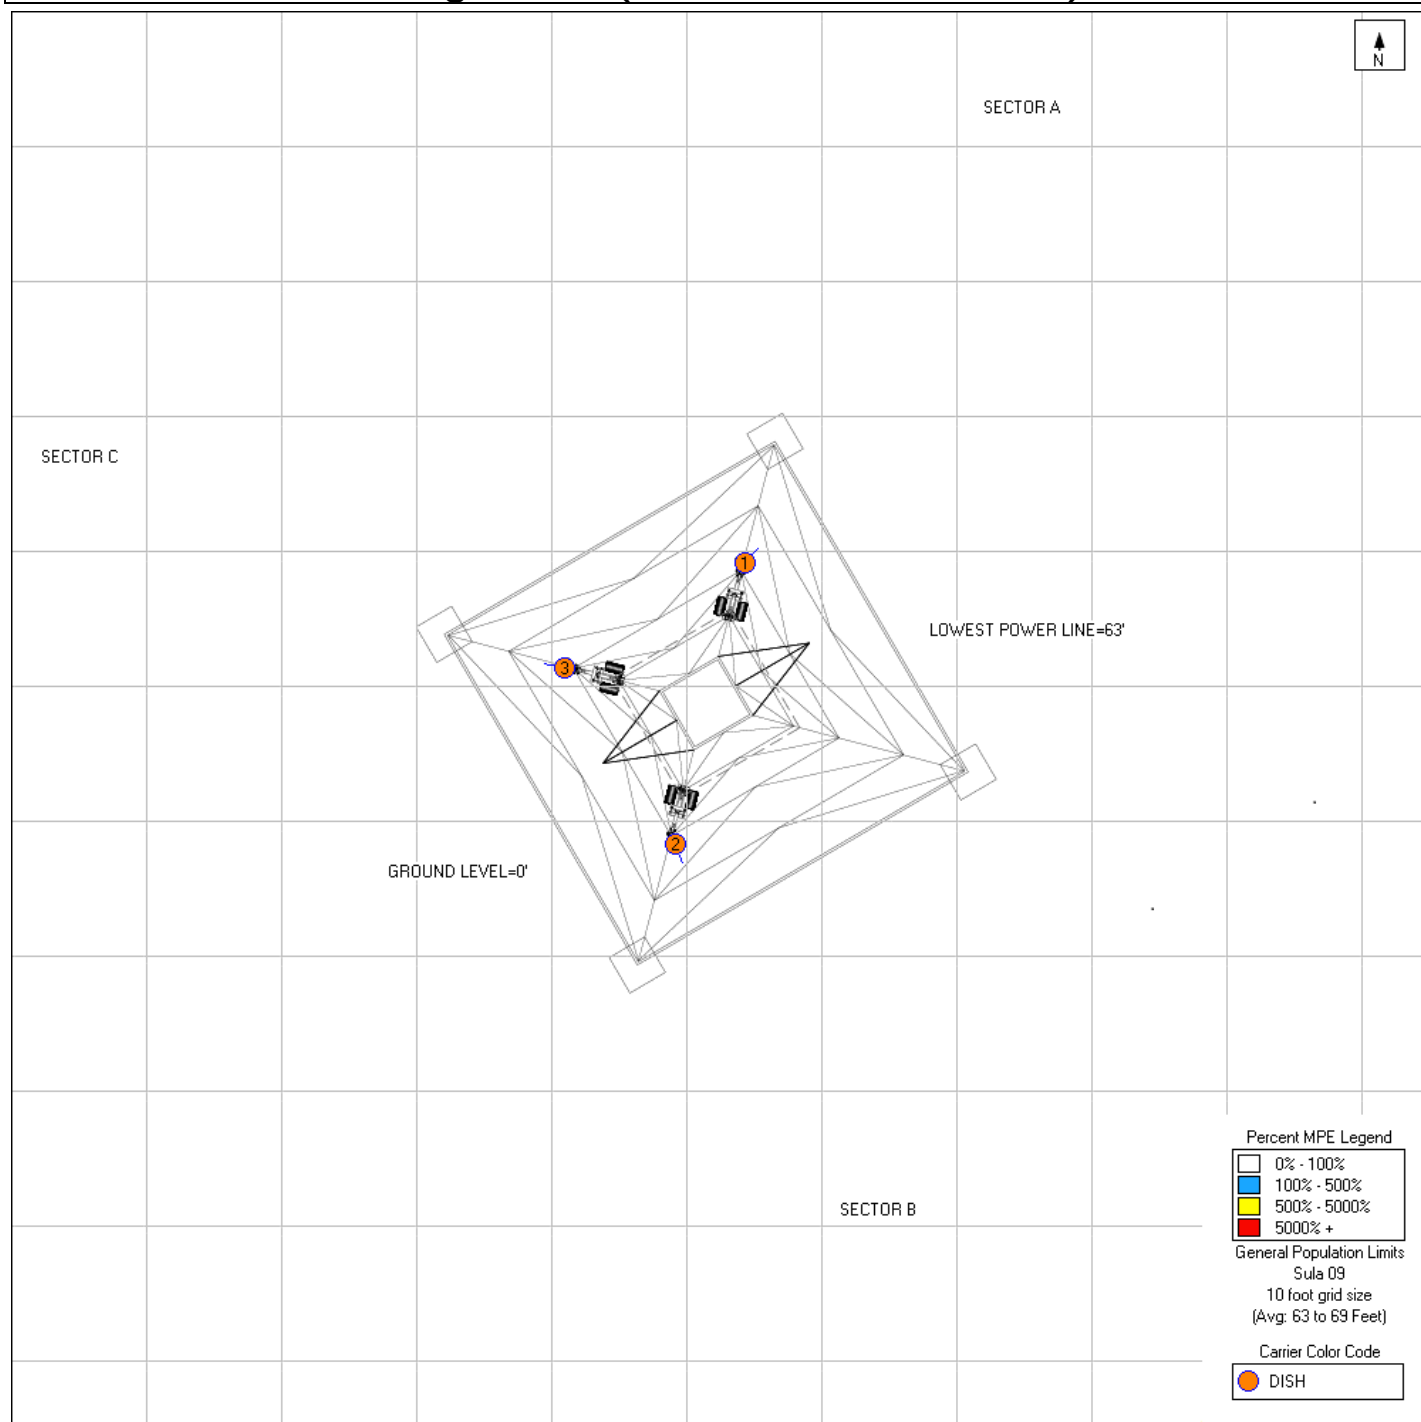 N
SECTOR A
SECTOR C
1
LOWEST POWER LINE=63'
3
2
GROUND LEVEL=0'
SECTOR B
Percent MPE Legend
0% - 100%
100% - 500%
500% - 5000%
5000% +
General Population Limits
Sula 09
10 foot grid size
(Avg: 63 to 69 Feet)
Carrier Color Code
DISH